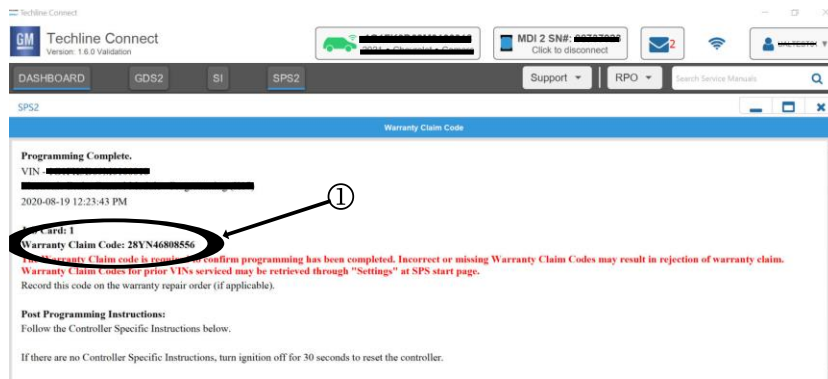 Techline Connect
GM
Techline Connect
Version: 1.6.0 Validation
2021 • Chevrolet • Camaro
MDI 2 SN#:
Click to disconnect
2
DASHBOARD GDS2 SI SPS2 Support RPO Search Service Manuals
SPS2
Warranty Claim Code
Programming Complete.
VIN -
2020-08-19 12:23:43 PM
①
Job Card: 1
Warranty Claim Code: 28YN46808556
The Warranty Claim code is required to confirm programming has been completed. Incorrect or missing Warranty Claim Codes may result in rejection of warranty claim.
Warranty Claim Codes for prior VINs serviced may be retrieved through "Settings" at SPS start page.
Record this code on the warranty repair order (if applicable).
Post Programming Instructions:
Follow the Controller Specific Instructions below.
If there are no Controller Specific Instructions, turn ignition off for 30 seconds to reset the controller.